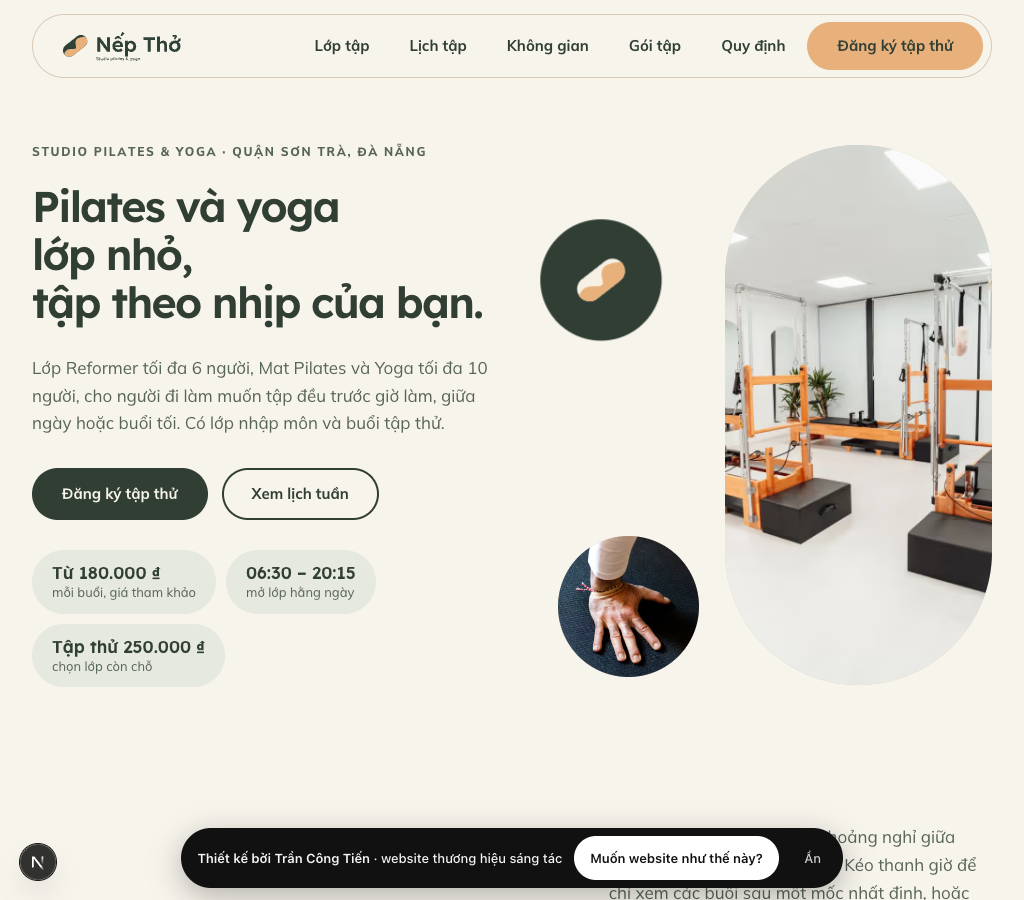 Nếp Thở
Studio pilates & yoga
Lớp tập
Lịch tập
Không gian
Gói tập
Quy định
Đăng ký tập thử
STUDIO PILATES & YOGA · QUẬN SƠN TRÀ, ĐÀ NẴNG
Pilates và yoga
lớp nhỏ,
tập theo nhịp của bạn.
Lớp Reformer tối đa 6 người, Mat Pilates và Yoga tối đa 10
người, cho người đi làm muốn tập đều trước giờ làm, giữa
ngày hoặc buổi tối. Có lớp nhập môn và buổi tập thử.
Đăng ký tập thử
Xem lịch tuần
Từ 180.000 ₫
mỗi buổi, giá tham khảo
06:30 – 20:15
mở lớp hằng ngày
Tập thử 250.000 ₫
chọn lớp còn chỗ
khoảng nghỉ giữa
Kéo thanh giờ để
chỉ xem các buổi sau một mốc nhất định, hoặc
Thiết kế bởi Trần Công Tiến · website thương hiệu sáng tác
Muốn website như thế này?
Ẩn
N